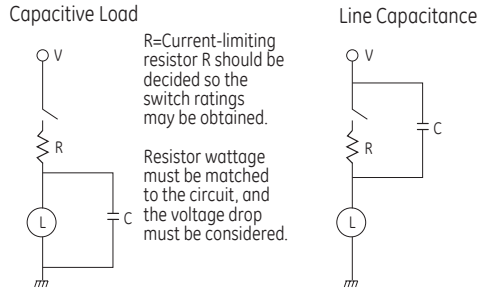 Capacitive Load
V
R
L
C
R=Current-limiting
resistor R should be
decided so the
switch ratings
may be obtained.
Resistor wattage
must be matched
to the circuit, and
the voltage drop
must be considered.
Line Capacitance
V
C
R
L